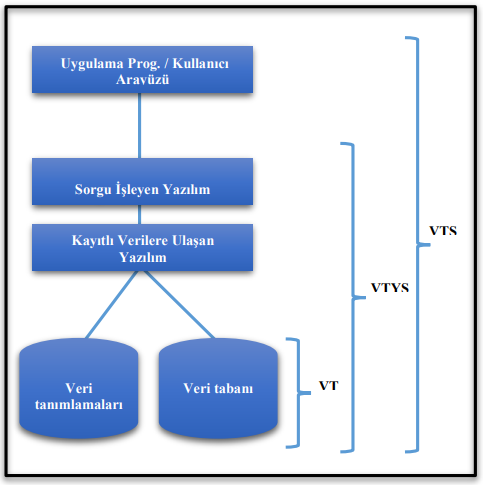 Uygulama Prog. / Kullanıcı
Arayüzü
Sorgu İşleyen Yazılım
Kayıtlı Verilere Ulaşan
Yazılım
Veri
tanımlamaları
Veri tabanı
VT
VTYS
VTS